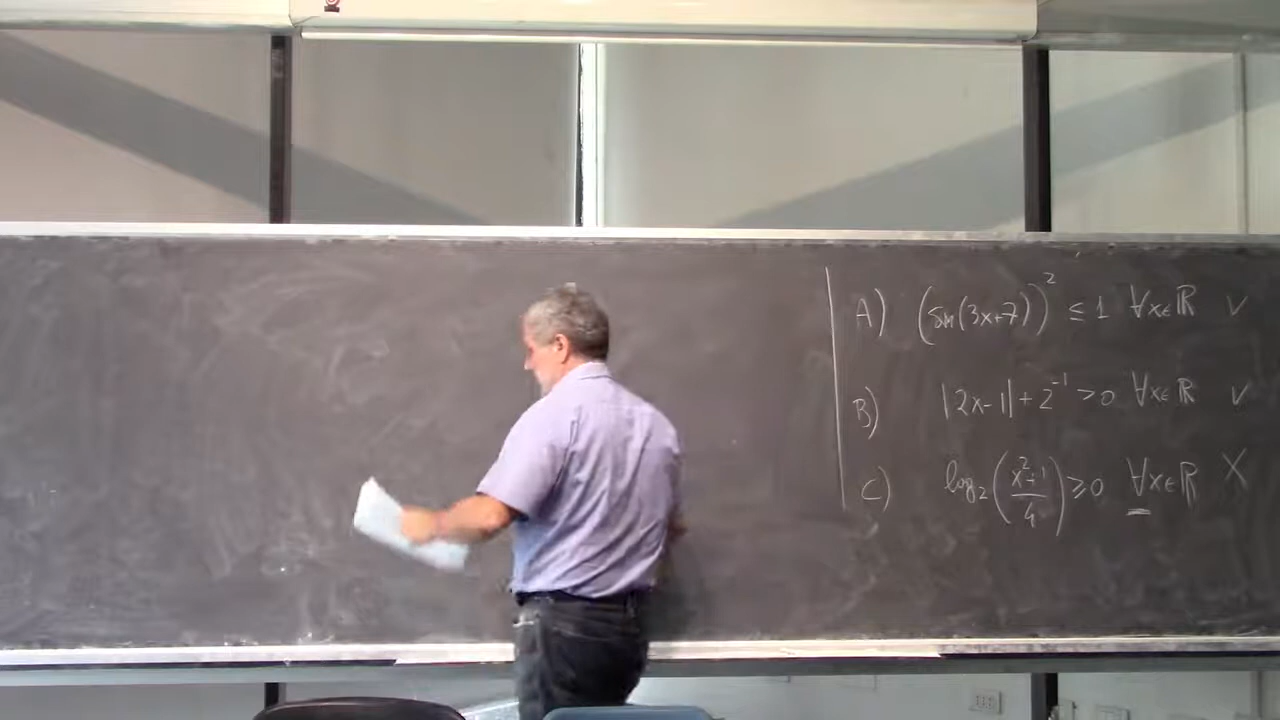 A) (sin(3x+7))² ≤ 1 ∀x∈ℝ v
B) |2x-1| + 2⁻¹ > 0 ∀x∈ℝ v
C) log₂(x²+1/4) ≥ 0 ∀x∈ℝ X